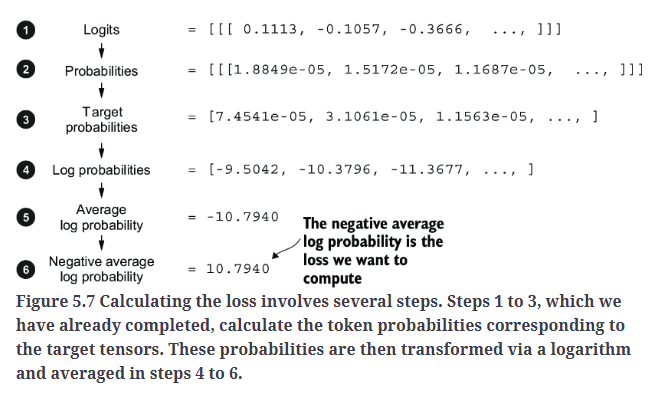 1 Logits = [[[ 0.1113, -0.1057, -0.3666, ..., ]]]
2 Probabilities = [[[1.8849e-05, 1.5172e-05, 1.1687e-05, ..., ]]]
3 Target probabilities = [7.4541e-05, 3.1061e-05, 1.1563e-05, ..., ]
4 Log probabilities = [-9.5042, -10.3796, -11.3677, ..., ]
5 Average log probability = -10.7940
6 Negative average log probability = 10.7940
The negative average
log probability is the
loss we want to
compute
Figure 5.7 Calculating the loss involves several steps. Steps 1 to 3, which we
have already completed, calculate the token probabilities corresponding to
the target tensors. These probabilities are then transformed via a logarithm
and averaged in steps 4 to 6.